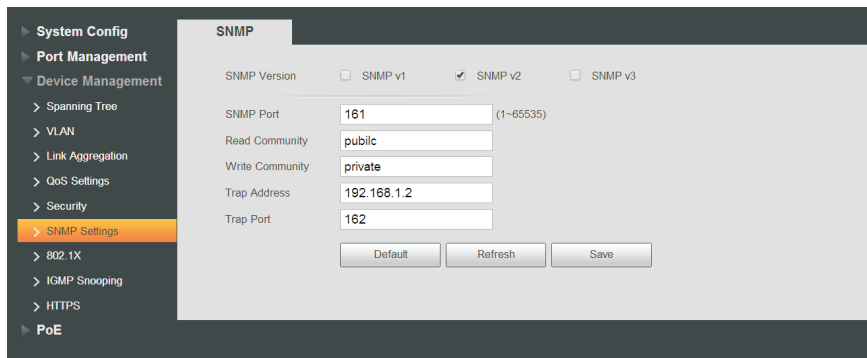 System Config
Port Management
Device Management
Spanning Tree
VLAN
Link Aggregation
QoS Settings
Security
SNMP Settings
802.1X
IGMP Snooping
HTTPS
PoE
SNMP
SNMP Version SNMP v1 SNMP v2 SNMP v3
SNMP Port 161 (1~65535)
Read Community pubilc
Write Community private
Trap Address 192.168.1.2
Trap Port 162
Default Refresh Save